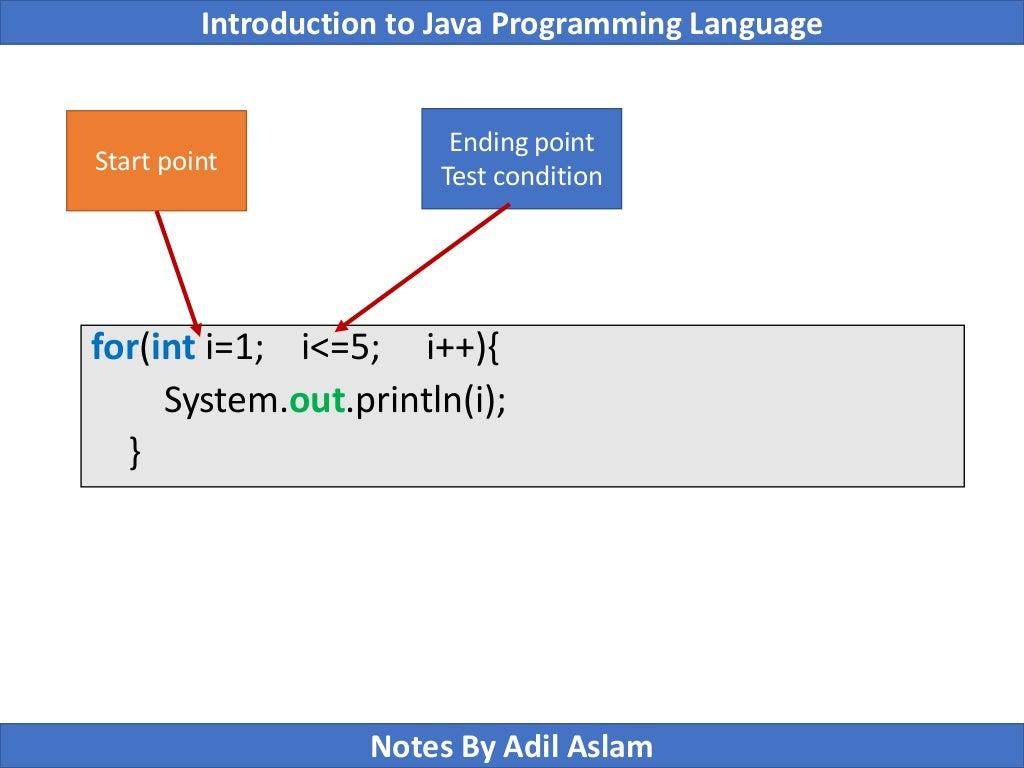 Introduction to Java Programming Language
Start point
Ending point
Test condition
for(int i=1; i<=5; i++){
System.out.println(i);
}
Notes By Adil Aslam